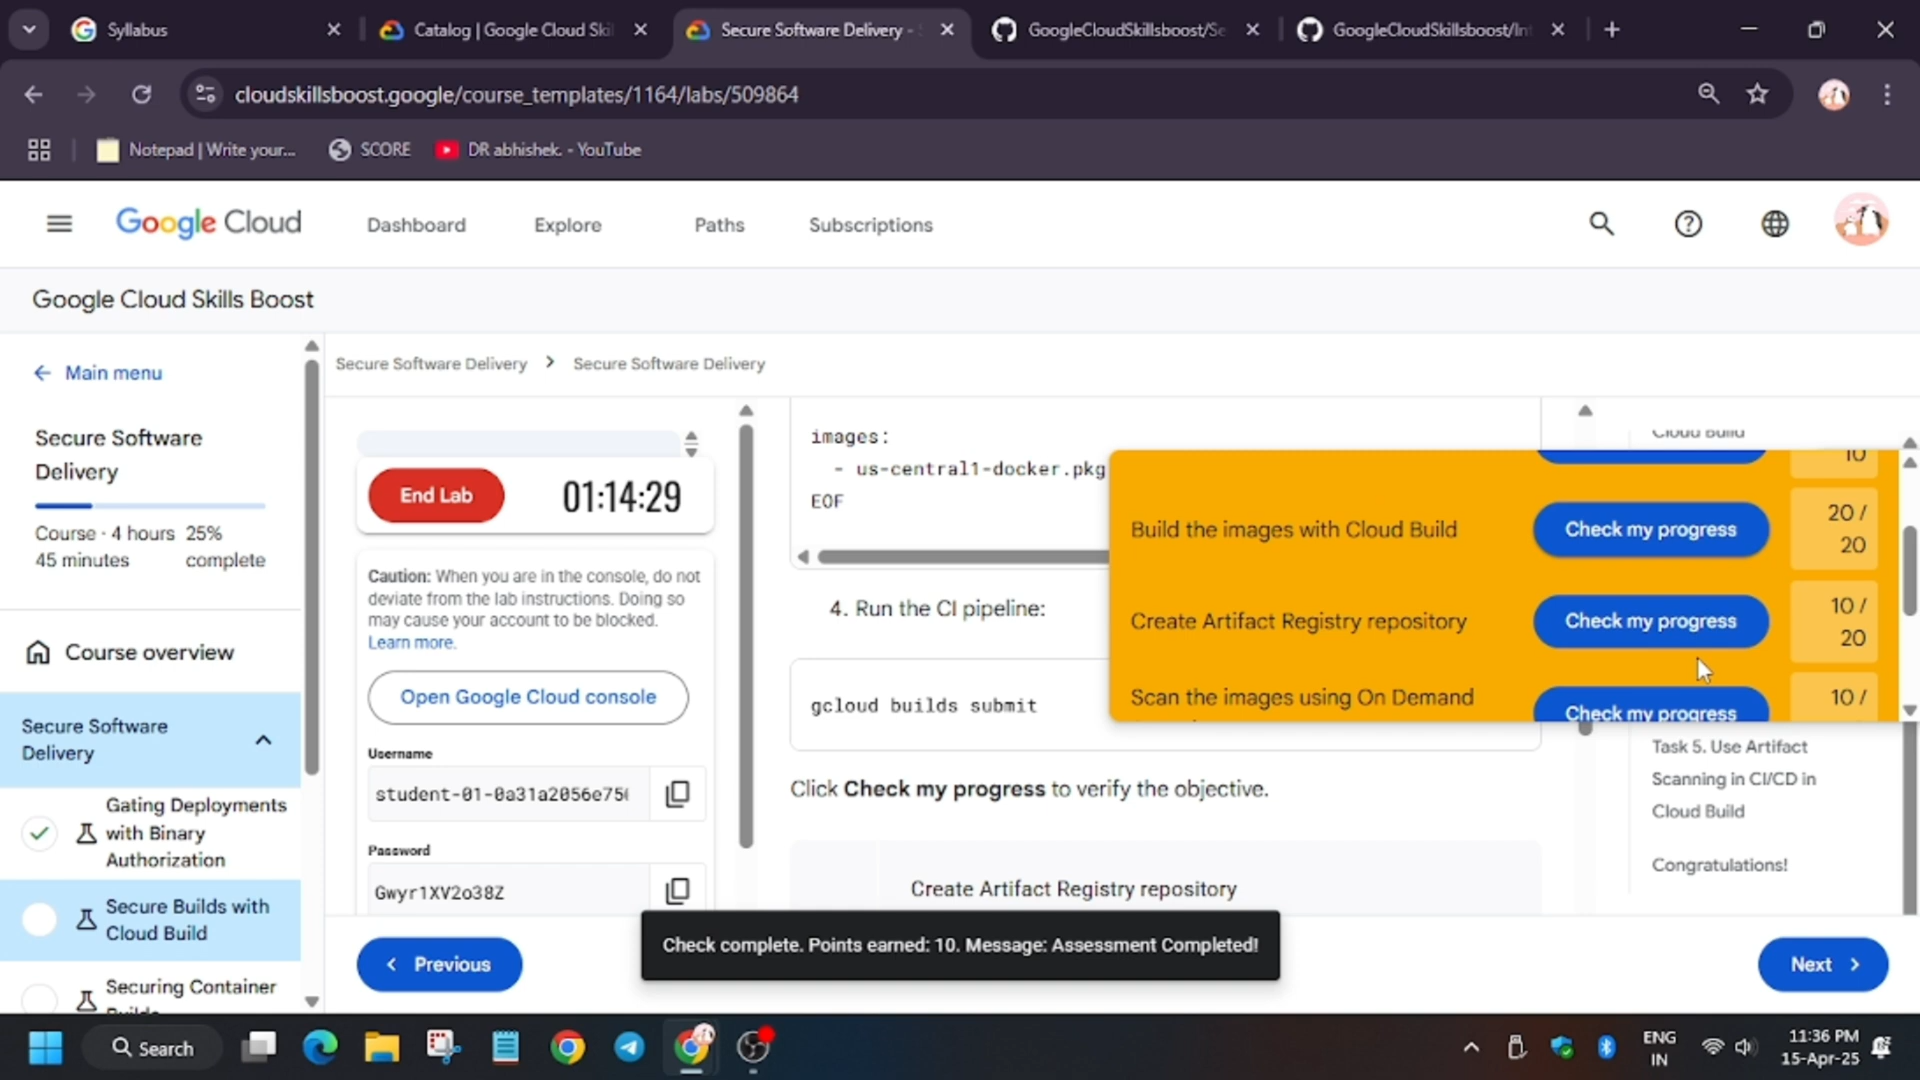 Syllabus
Catalog | Google Cloud Ski
Secure Software Delivery -
GoogleCloudSkillsboost/Se
GoogleCloudSkillsboost/Int
cloudskillsboost.google/course_templates/1164/labs/509864
Notepad | Write your...
SCORE
DR abhishek. - YouTube
Google Cloud
Dashboard
Explore
Paths
Subscriptions
Google Cloud Skills Boost
Main menu
Secure Software Delivery > Secure Software Delivery
Secure Software
Delivery
Course · 4 hours
45 minutes
25%
complete
Course overview
Secure Software
Delivery
Gating Deployments
with Binary
Authorization
Secure Builds with
Cloud Build
Securing Container
End Lab
01:14:29
Caution: When you are in the console, do not
deviate from the lab instructions. Doing so
may cause your account to be blocked.
Learn more.
Open Google Cloud console
Username
student-01-0a31a2056e750
Password
Gwyr1XV2o38Z
images:
- us-central1-docker.pkg
EOF
4. Run the CI pipeline:
gcloud builds submit
Click Check my progress to verify the objective.
Create Artifact Registry repository
Cloud Build
10
Build the images with Cloud Build
Check my progress
20 /
20
Create Artifact Registry repository
Check my progress
10 /
20
Scan the images using On Demand
Check my progress
10 /
Task 5. Use Artifact
Scanning in CI/CD in
Cloud Build
Congratulations!
Check complete. Points earned: 10. Message: Assessment Completed!
Previous
Next
Search
ENG
IN
11:36 PM
15-Apr-25